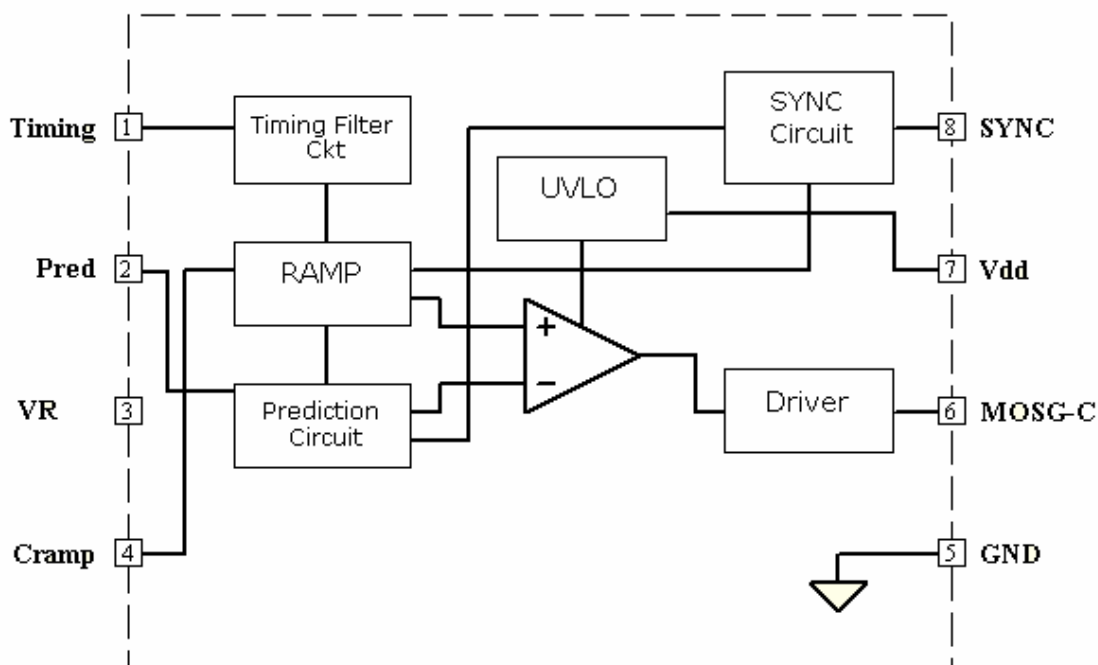 Timing
1
Timing Filter
Ckt
SYNC
Circuit
8
SYNC
UVLO
Pred
2
RAMP
7
Vdd
+
−
VR
3
Prediction
Circuit
Driver
6
MOSG-C
Cramp
4
5
GND